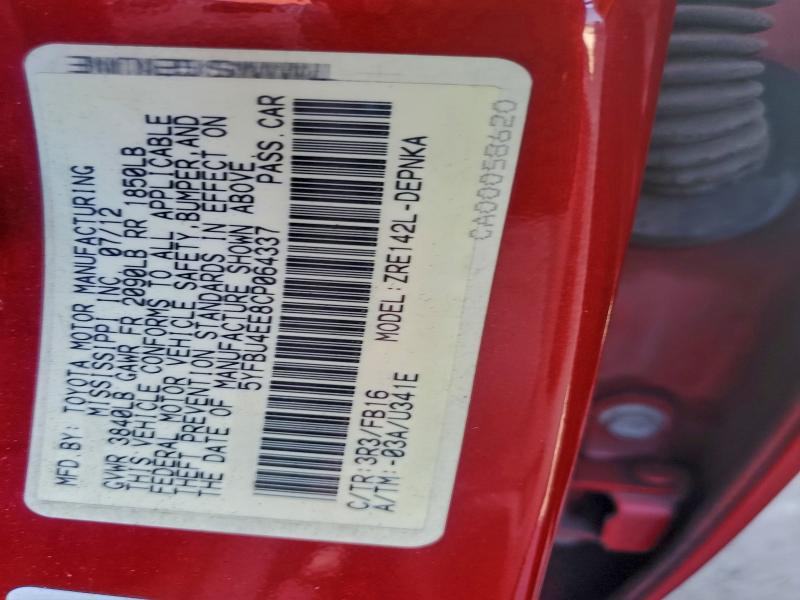 MFD.BY: TOYOTA MOTOR MANUFACTURING
MISSISSIPPI INC. 07/12
GVWR 3840LB GAWR FR 2090LB RR 1850LB
THIS VEHICLE CONFORMS TO ALL APPLICABLE
FEDERAL MOTOR VEHICLE SAFETY,BUMPER,AND
THEFT PREVENTION STANDARDS IN EFFECT ON
THE DATE OF MANUFACTURE SHOWN ABOVE.
5YFBU4EE8CP064337 PASS.CAR
C/TR:3R3/FB16 MODEL:ZRE142L-DEPNKA
A/TM:-03A/U341E
CA00058620